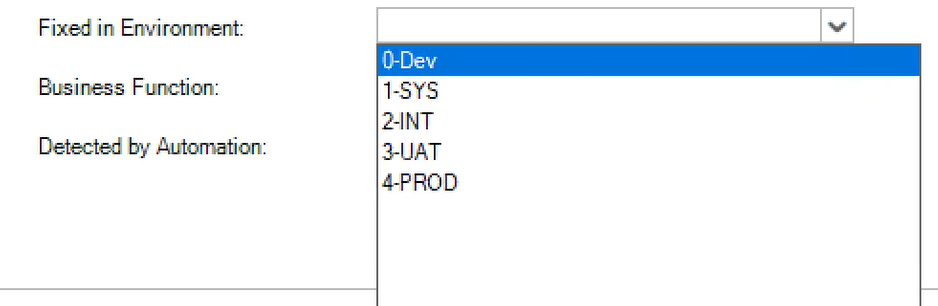 Fixed in Environment:
0-Dev
Business Function:
1-SYS
2-INT
Detected by Automation:
3-UAT
4-PROD